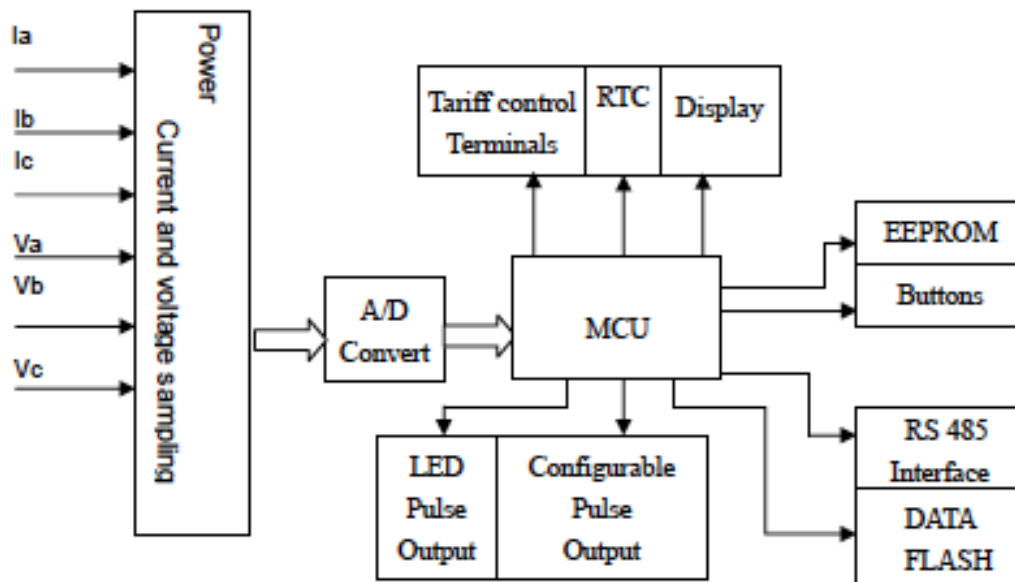 Ia
Ib
Ic
Va
Vb
Vc
Power
Current and voltage sampling
A/D
Convert
Tariff control
Terminals
RTC
Display
MCU
EEPROM
Buttons
RS 485
Interface
DATA
FLASH
LED
Pulse
Output
Configurable
Pulse
Output